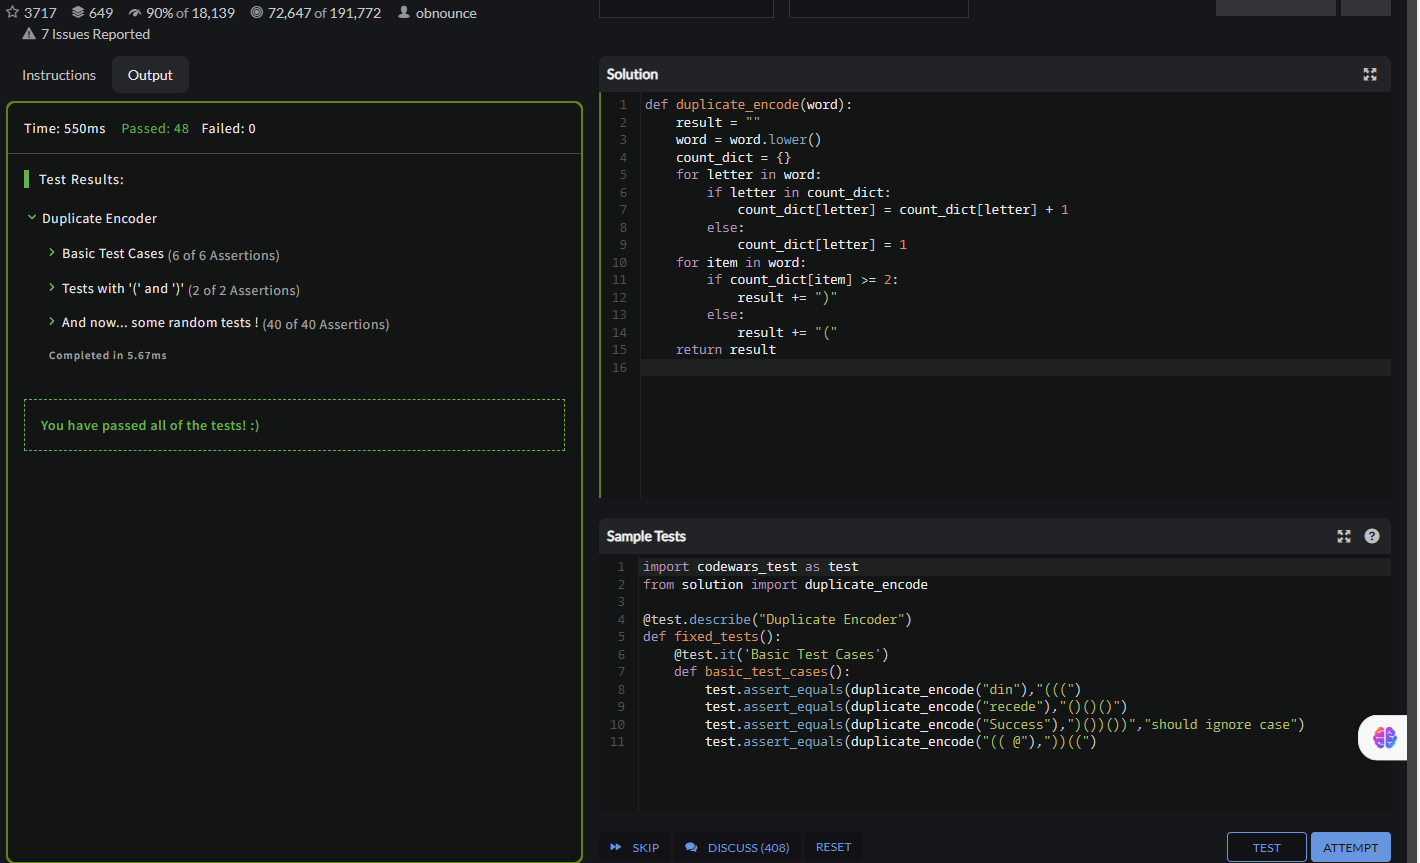 3717 649 90% of 18,139 72,647 of 191,772 obnounce
7 Issues Reported
Instructions Output
Time: 550ms Passed: 48 Failed: 0
Test Results:
Duplicate Encoder
Basic Test Cases (6 of 6 Assertions)
Tests with '(' and ')' (2 of 2 Assertions)
And now... some random tests ! (40 of 40 Assertions)
Completed in 5.67ms
You have passed all of the tests! :)
Solution
1 def duplicate_encode(word):
2     result = ""
3     word = word.lower()
4     count_dict = {}
5     for letter in word:
6         if letter in count_dict:
7             count_dict[letter] = count_dict[letter] + 1
8         else:
9             count_dict[letter] = 1
10     for item in word:
11         if count_dict[item] >= 2:
12             result += ")"
13         else:
14             result += "("
15     return result
16
Sample Tests
1 import codewars_test as test
2 from solution import duplicate_encode
3
4 @test.describe("Duplicate Encoder")
5 def fixed_tests():
6     @test.it('Basic Test Cases')
7     def basic_test_cases():
8         test.assert_equals(duplicate_encode("din"),"(((")
9         test.assert_equals(duplicate_encode("recede"),"()()()")
10         test.assert_equals(duplicate_encode("Success"),")())())","should ignore case")
11         test.assert_equals(duplicate_encode("(( @"),"))((")
SKIP DISCUSS (408) RESET TEST ATTEMPT